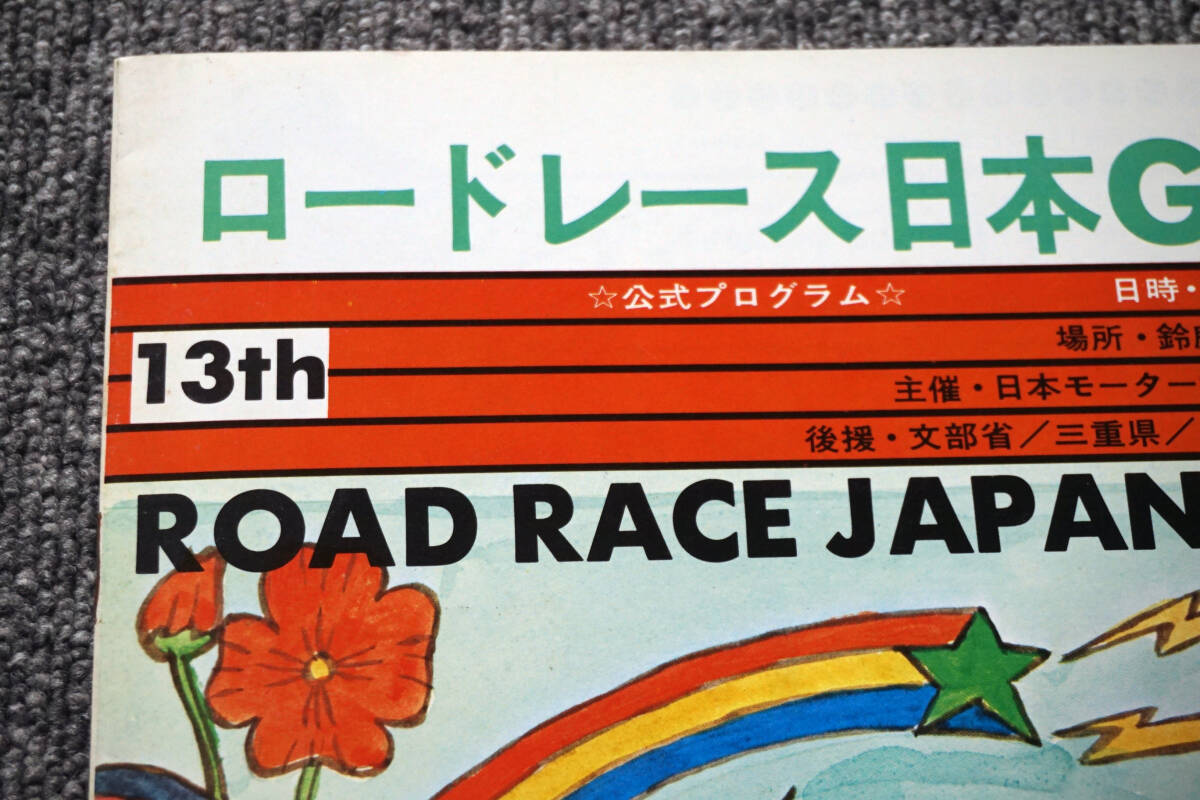 ロードレース日本G
☆公式プログラム☆ 日時・
場所・鈴
13th
主催・日本モーター
後援・文部省／三重県／
ROAD RACE JAPAN